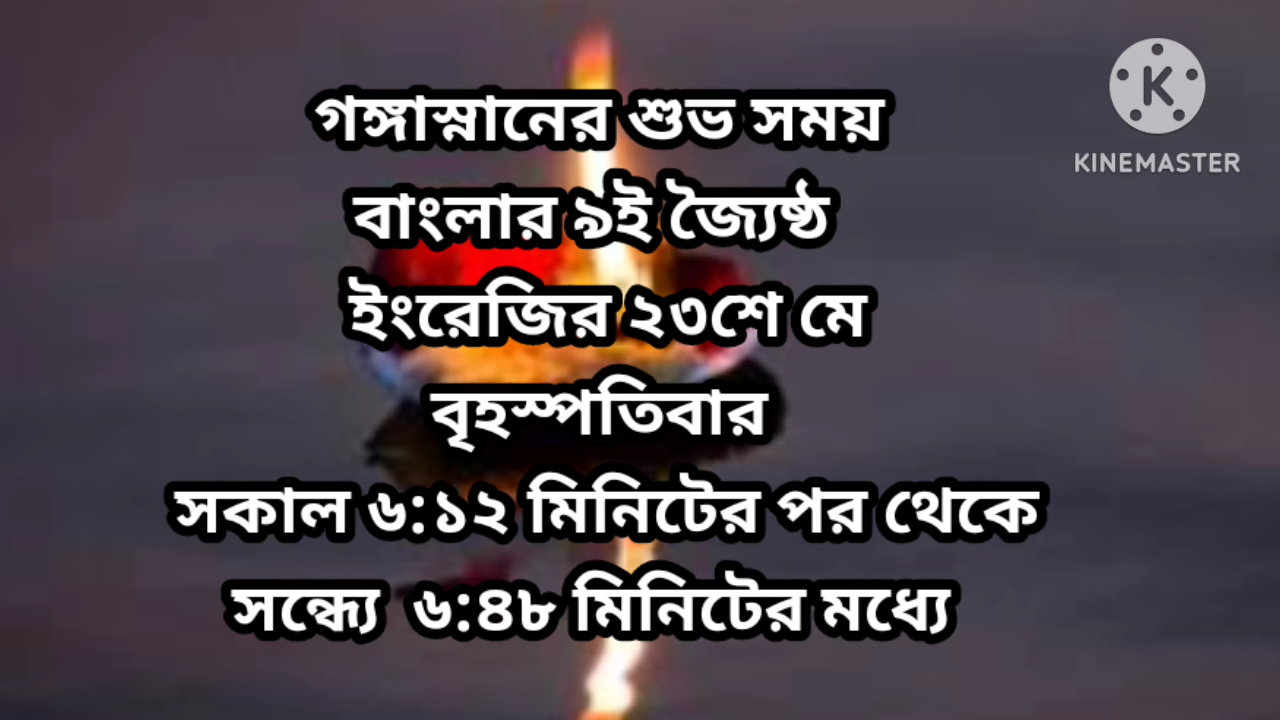 গঙ্গাস্নানের শুভ সময়
বাংলার ৯ই জ্যৈষ্ঠ
ইংরেজির ২৩শে মে
বৃহস্পতিবার
সকাল ৬:১২ মিনিটের পর থেকে
সন্ধ্যে ৬:৪৮ মিনিটের মধ্যে
K
KINEMASTER